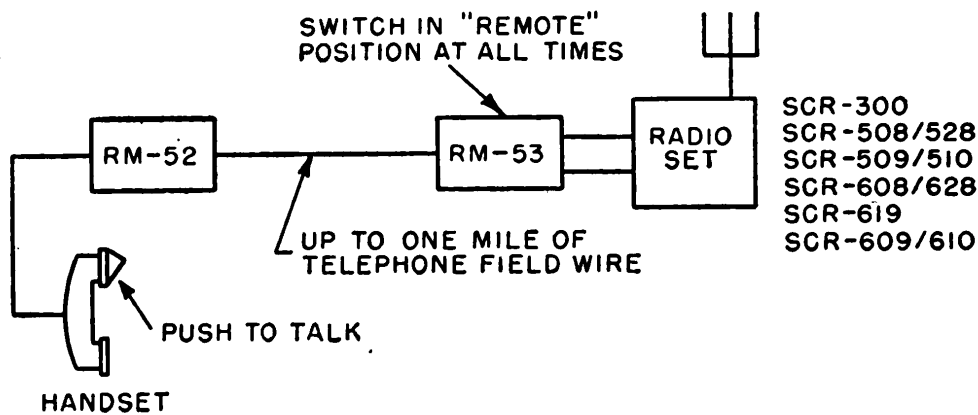 SWITCH IN "REMOTE"
POSITION AT ALL TIMES
RM-52
RM-53
RADIO
SET
SCR-300
SCR-508/528
SCR-509/510
SCR-608/628
SCR-619
SCR-609/610
UP TO ONE MILE OF
TELEPHONE FIELD WIRE
PUSH TO TALK
HANDSET